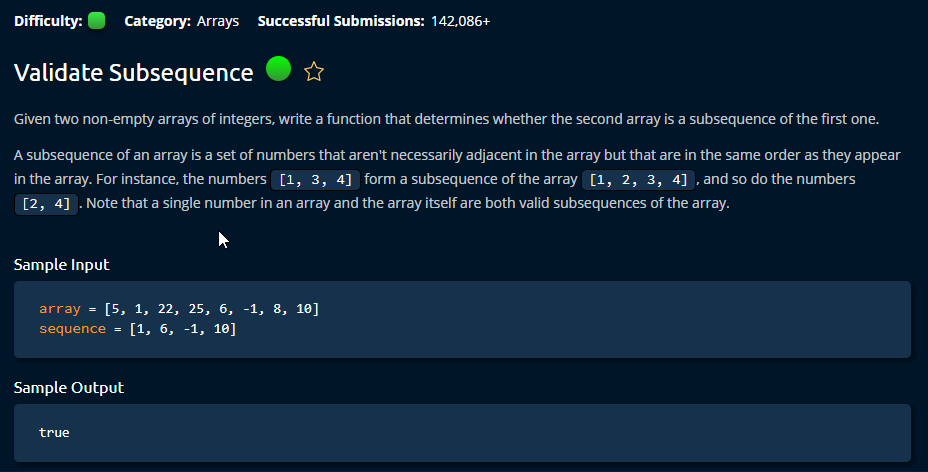 Difficulty: Category: Arrays Successful Submissions: 142,086+
Validate Subsequence
Given two non-empty arrays of integers, write a function that determines whether the second array is a subsequence of the first one.
A subsequence of an array is a set of numbers that aren't necessarily adjacent in the array but that are in the same order as they appear
in the array. For instance, the numbers [1, 3, 4] form a subsequence of the array [1, 2, 3, 4] , and so do the numbers
[2, 4] . Note that a single number in an array and the array itself are both valid subsequences of the array.
Sample Input
array = [5, 1, 22, 25, 6, -1, 8, 10]
sequence = [1, 6, -1, 10]
Sample Output
true